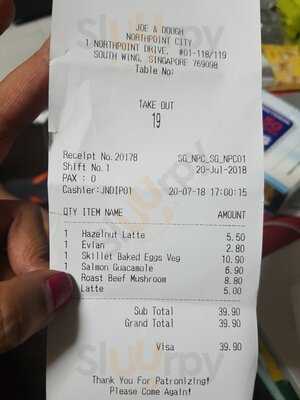 JOE & DOUGH
NORTHPOINT CITY
1 NORTHPOINT DRIVE, #01-118/119
SOUTH WING, SINGAPORE 769098
Table No:
TAKE OUT
19
Receipt No.20178 SG_NPC_SG_NPC01
Shift No.1 20-Jul-2018
PAX : 0
Cashier:JNDIP01 20-07-18 17:00:15
QTY ITEM NAME AMOUNT
1 Hazelnut Latte 5.50
1 Evian 2.80
1 Skillet Baked Eggs Veg 10.90
1 Salmon Guacamole 6.90
Roast Beef Mushroom 8.80
Latte 5.00
Sub Total 39.90
Grand Total 39.90
Visa 39.90
Thank You For Patronizing!
Please Come Again!
sluurpy
sluurpy
sluurpy